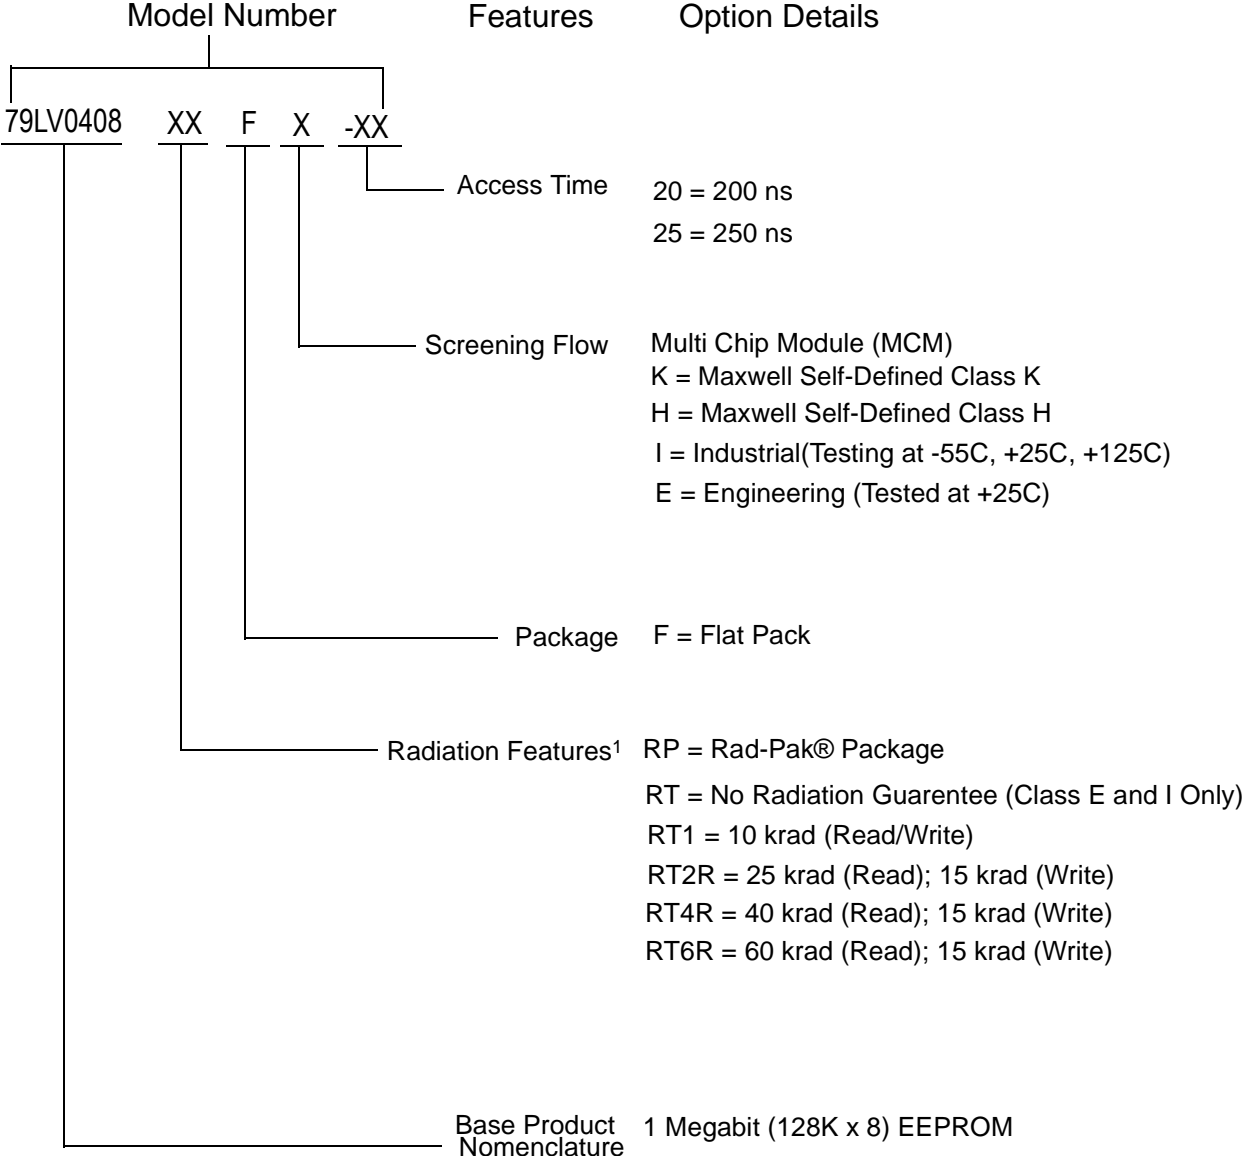 Model Number Features Option Details
79LV0408 XX F X -XX
Access Time 20 = 200 ns
25 = 250 ns
Screening Flow Multi Chip Module (MCM)
K = Maxwell Self-Defined Class K
H = Maxwell Self-Defined Class H
I = Industrial(Testing at -55C, +25C, +125C)
E = Engineering (Tested at +25C)
Package F = Flat Pack
Radiation Features1 RP = Rad-Pak® Package
RT = No Radiation Guarentee (Class E and I Only)
RT1 = 10 krad (Read/Write)
RT2R = 25 krad (Read); 15 krad (Write)
RT4R = 40 krad (Read); 15 krad (Write)
RT6R = 60 krad (Read); 15 krad (Write)
Base Product 1 Megabit (128K x 8) EEPROM
Nomenclature